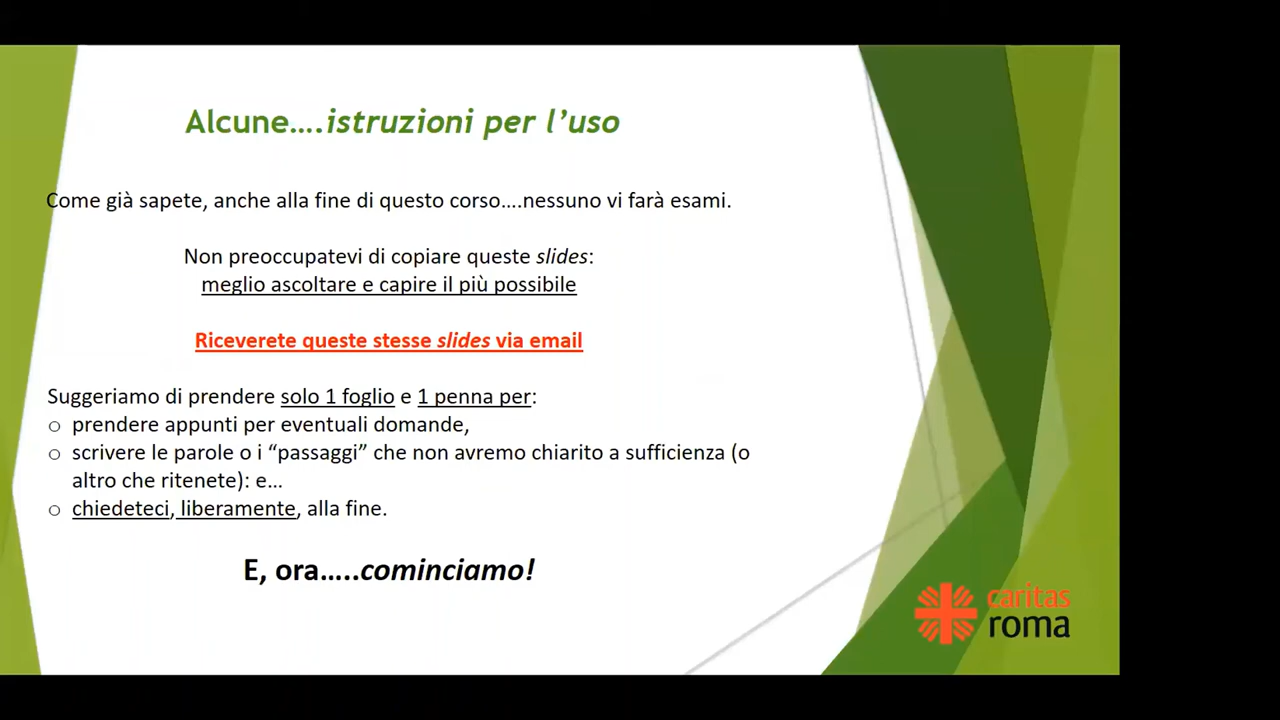 Alcune….istruzioni per l’uso
Come già sapete, anche alla fine di questo corso….nessuno vi farà esami.
Non preoccupatevi di copiare queste slides:
meglio ascoltare e capire il più possibile
Riceverete queste stesse slides via email
Suggeriamo di prendere solo 1 foglio e 1 penna per:
o prendere appunti per eventuali domande,
o scrivere le parole o i “passaggi” che non avremo chiarito a sufficienza (o
altro che ritenete): e…
o chiedeteci, liberamente, alla fine.
E, ora…..cominciamo!
caritas
roma